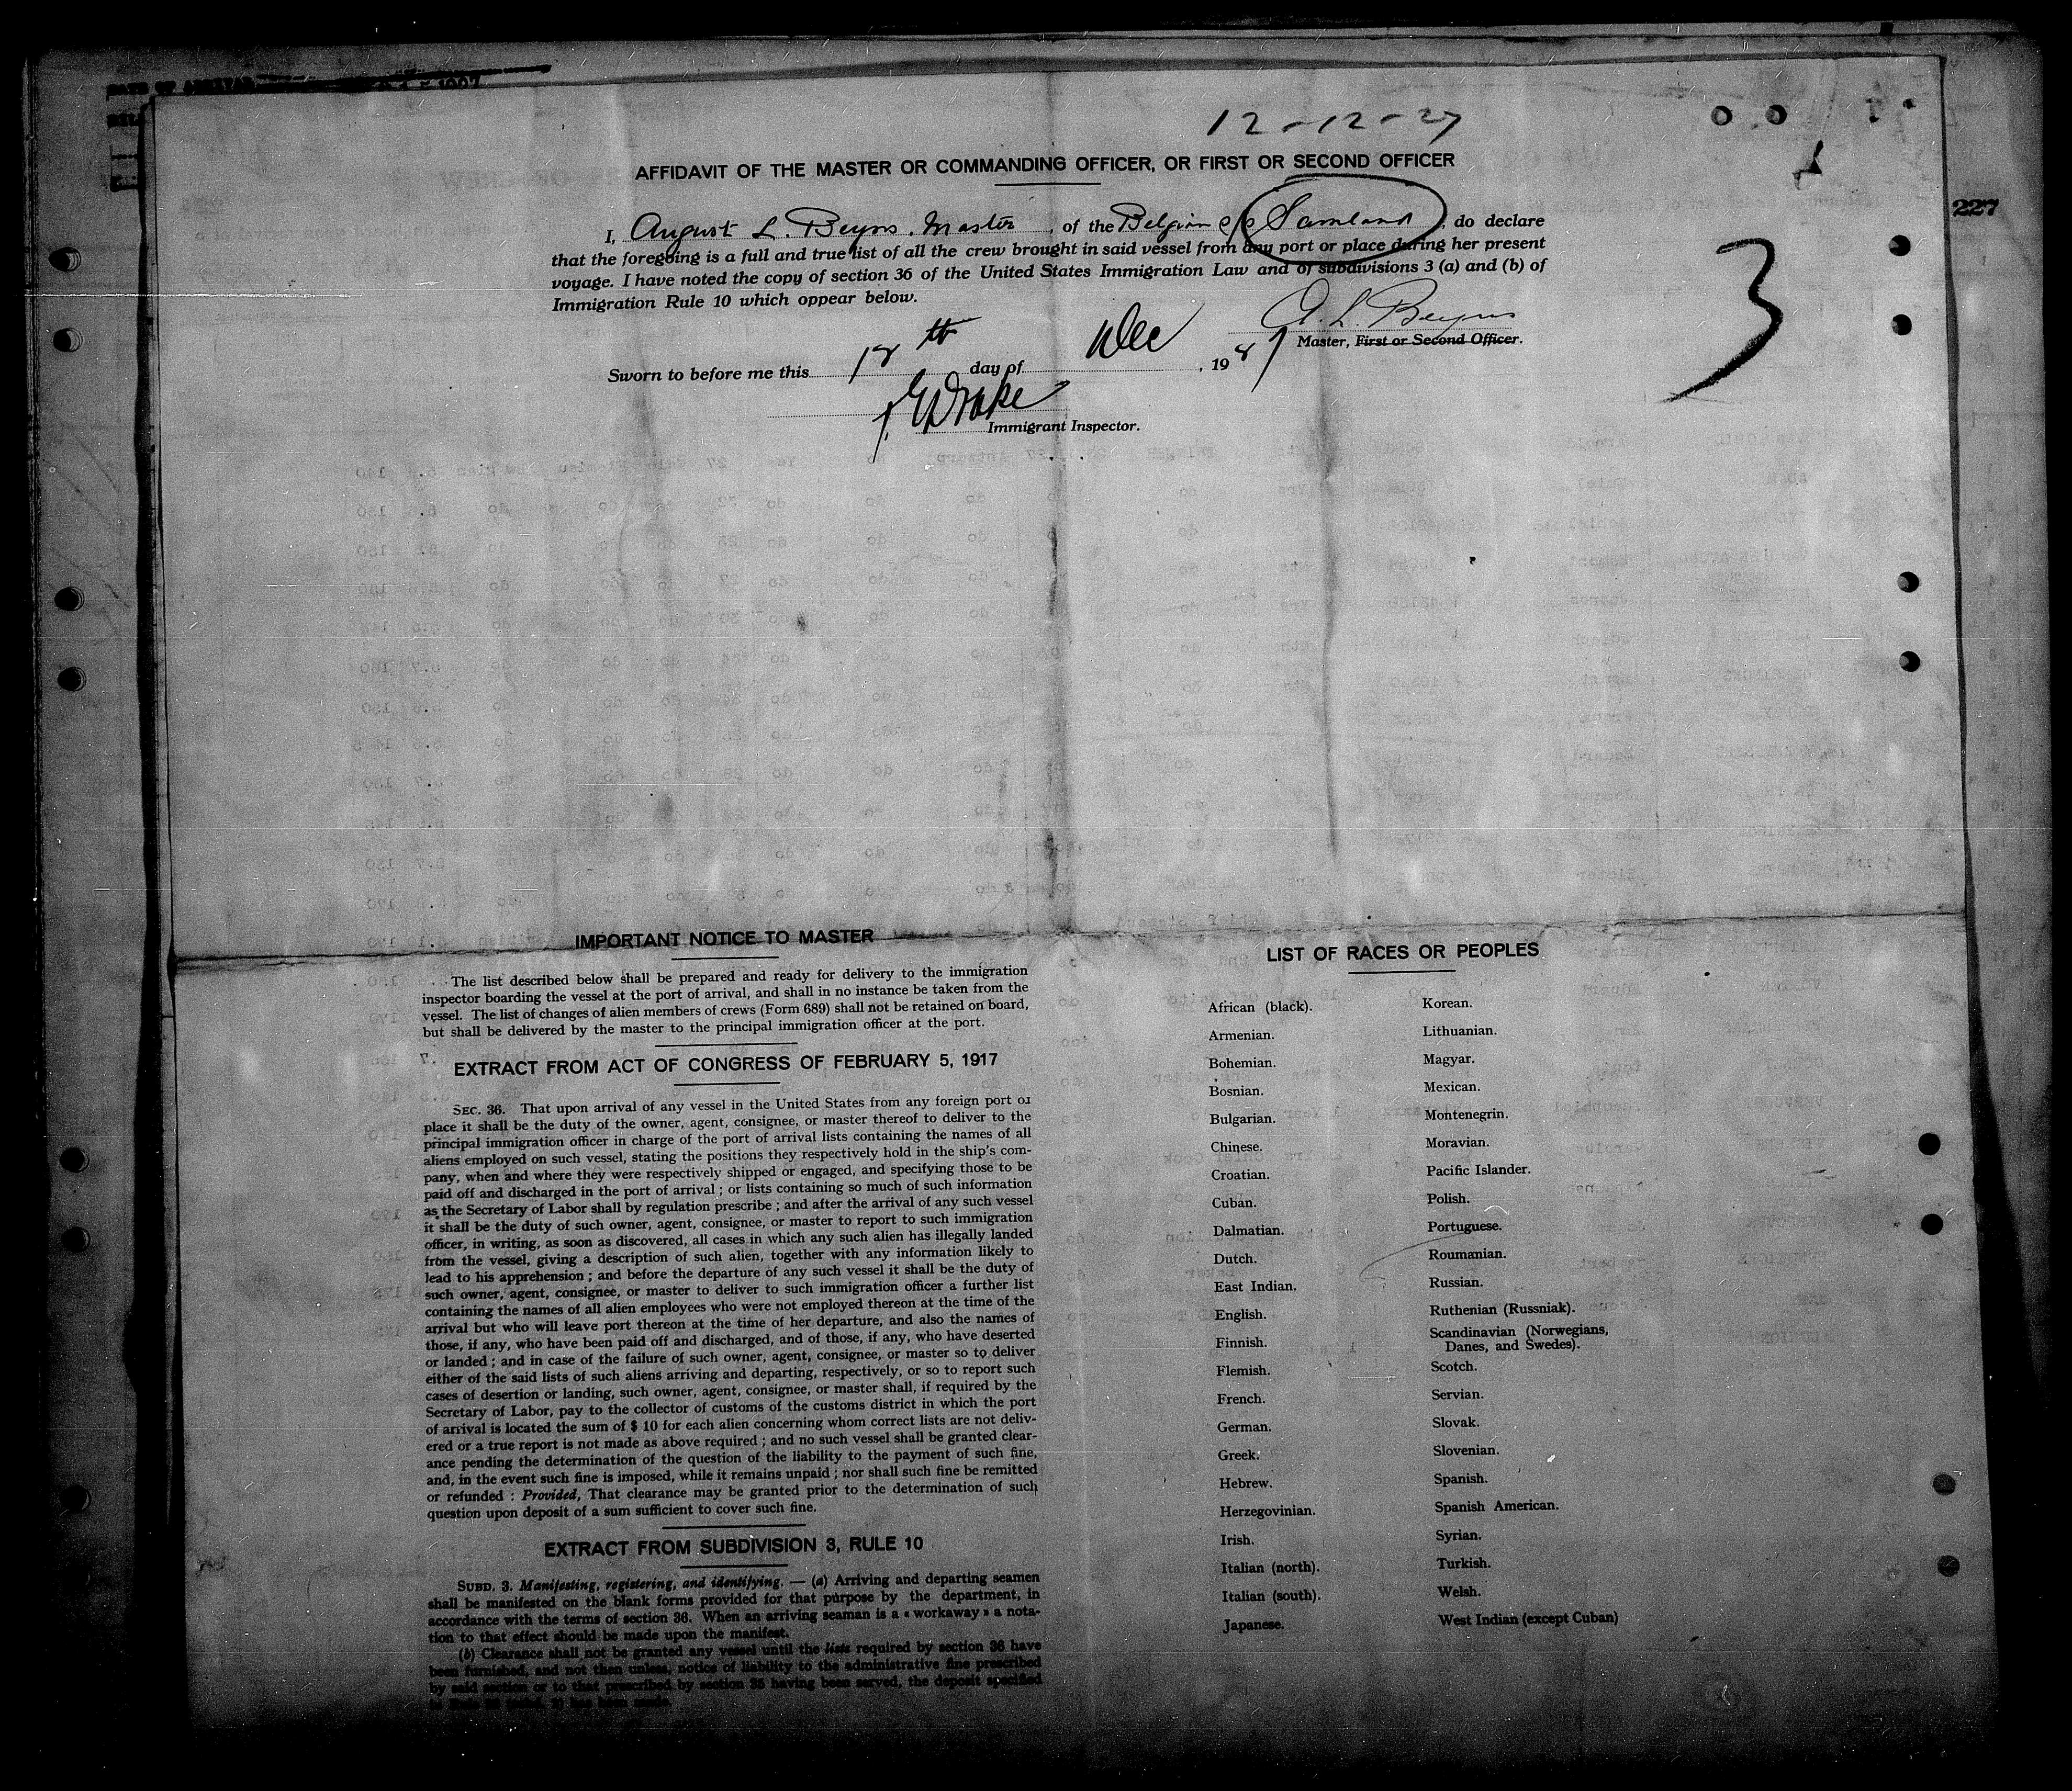 12-12-27
AFFIDAVIT OF THE MASTER OR COMMANDING OFFICER, OR FIRST OR SECOND OFFICER
I, August L. Beyns. Master, of the Belgian s/s Samland, do declare
that the foregoing is a full and true list of all the crew brought in said vessel from any port or place during her present
voyage. I have noted the copy of section 36 of the United States Immigration Law and of subdivisions 3 (a) and (b) of
Immigration Rule 10 which oppear below.
A. L. Beyns
Master, First or Second Officer.
Sworn to before me this 12th day of Dec, 1927
Drake
Immigrant Inspector.
3
227
IMPORTANT NOTICE TO MASTER
The list described below shall be prepared and ready for delivery to the immigration
inspector boarding the vessel at the port of arrival, and shall in no instance be taken from the
vessel. The list of changes of alien members of crews (Form 689) shall not be retained on board,
but shall be delivered by the master to the principal immigration officer at the port.
EXTRACT FROM ACT OF CONGRESS OF FEBRUARY 5, 1917
SEC. 36. That upon arrival of any vessel in the United States from any foreign port or
place it shall be the duty of the owner, agent, consignee, or master thereof to deliver to the
principal immigration officer in charge of the port of arrival lists containing the names of all
aliens employed on such vessel, stating the positions they respectively hold in the ship's com-
pany, when and where they were respectively shipped or engaged, and specifying those to be
paid off and discharged in the port of arrival ; or lists containing so much of such information
as the Secretary of Labor shall by regulation prescribe ; and after the arrival of any such vessel
it shall be the duty of such owner, agent, consignee, or master to report to such immigration
officer, in writing, as soon as discovered, all cases in which any such alien has illegally landed
from the vessel, giving a description of such alien, together with any information likely to
lead to his apprehension ; and before the departure of any such vessel it shall be the duty of
such owner, agent, consignee, or master to deliver to such immigration officer a further list
containing the names of all alien employees who were not employed thereon at the time of the
arrival but who will leave port thereon at the time of her departure, and also the names of
those, if any, who have been paid off and discharged, and of those, if any, who have deserted
or landed ; and in case of the failure of such owner, agent, consignee, or master so to deliver
either of the said lists of such aliens arriving and departing, respectively, or so to report such
cases of desertion or landing, such owner, agent, consignee, or master shall, if required by the
Secretary of Labor, pay to the collector of customs of the customs district in which the port
of arrival is located the sum of $ 10 for each alien concerning whom correct lists are not deliv-
ered or a true report is not made as above required ; and no such vessel shall be granted clear-
ance pending the determination of the question of the liability to the payment of such fine,
and, in the event such fine is imposed, while it remains unpaid ; nor shall such fine be remitted
or refunded : Provided, That clearance may be granted prior to the determination of such
question upon deposit of a sum sufficient to cover such fine.
EXTRACT FROM SUBDIVISION 3, RULE 10
SUBD. 3. Manifesting, registering, and identifying. — (a) Arriving and departing seamen
shall be manifested on the blank forms provided for that purpose by the department, in
accordance with the terms of section 36. When an arriving seaman is a « workaway » a nota-
tion to that effect should be made upon the manifest.
(b) Clearance shall not be granted any vessel until the lists required by section 36 have
been furnished, and not then unless, notice of liability to the administrative fine prescribed
by said section or to that prescribed by section 35 having been served, the deposit specified
LIST OF RACES OR PEOPLES
African (black).
Armenian.
Bohemian.
Bosnian.
Bulgarian.
Chinese.
Croatian.
Cuban.
Dalmatian.
Dutch.
East Indian.
English.
Finnish.
Flemish.
French.
German.
Greek.
Hebrew.
Herzegovinian.
Irish.
Italian (north).
Italian (south).
Japanese.
Korean.
Lithuanian.
Magyar.
Mexican.
Montenegrin.
Moravian.
Pacific Islander.
Polish.
Portuguese.
Roumanian.
Russian.
Ruthenian (Russniak).
Scandinavian (Norwegians,
Danes, and Swedes).
Scotch.
Servian.
Slovak.
Slovenian.
Spanish.
Spanish American.
Syrian.
Turkish.
Welsh.
West Indian (except Cuban)